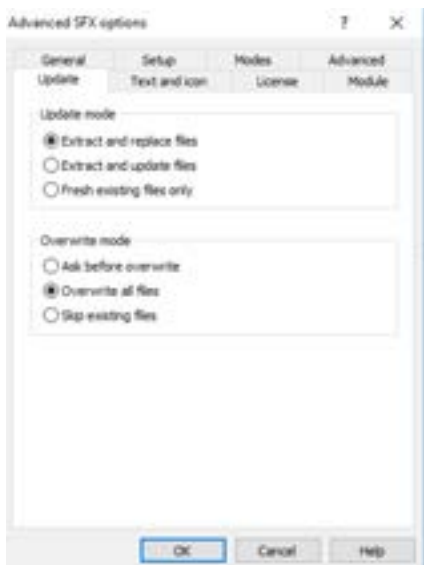 Advanced SFX options ? ×
General Setup Modes Advanced
Update Text and icon License Module
Update mode
Extract and replace files
Extract and update files
Fresh existing files only
Overwrite mode
Ask before overwrite
Overwrite all files
Skip existing files
OK Cancel Help